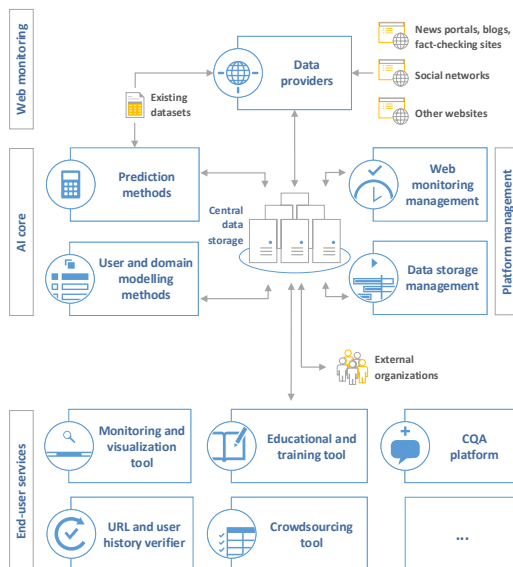 Web monitoring
News portals, blogs,
fact-checking sites
Data
providers
Social networks
Existing
datasets
Other websites
AI core
Prediction
methods
Web
monitoring
management
Platform management
Central
data
storage
User and domain
modelling
methods
Data storage
management
External
organizations
End-user services
Monitoring and
visualization
tool
Educational and
training tool
CQA
platform
URL and user
history verifier
Crowdsourcing
tool
...